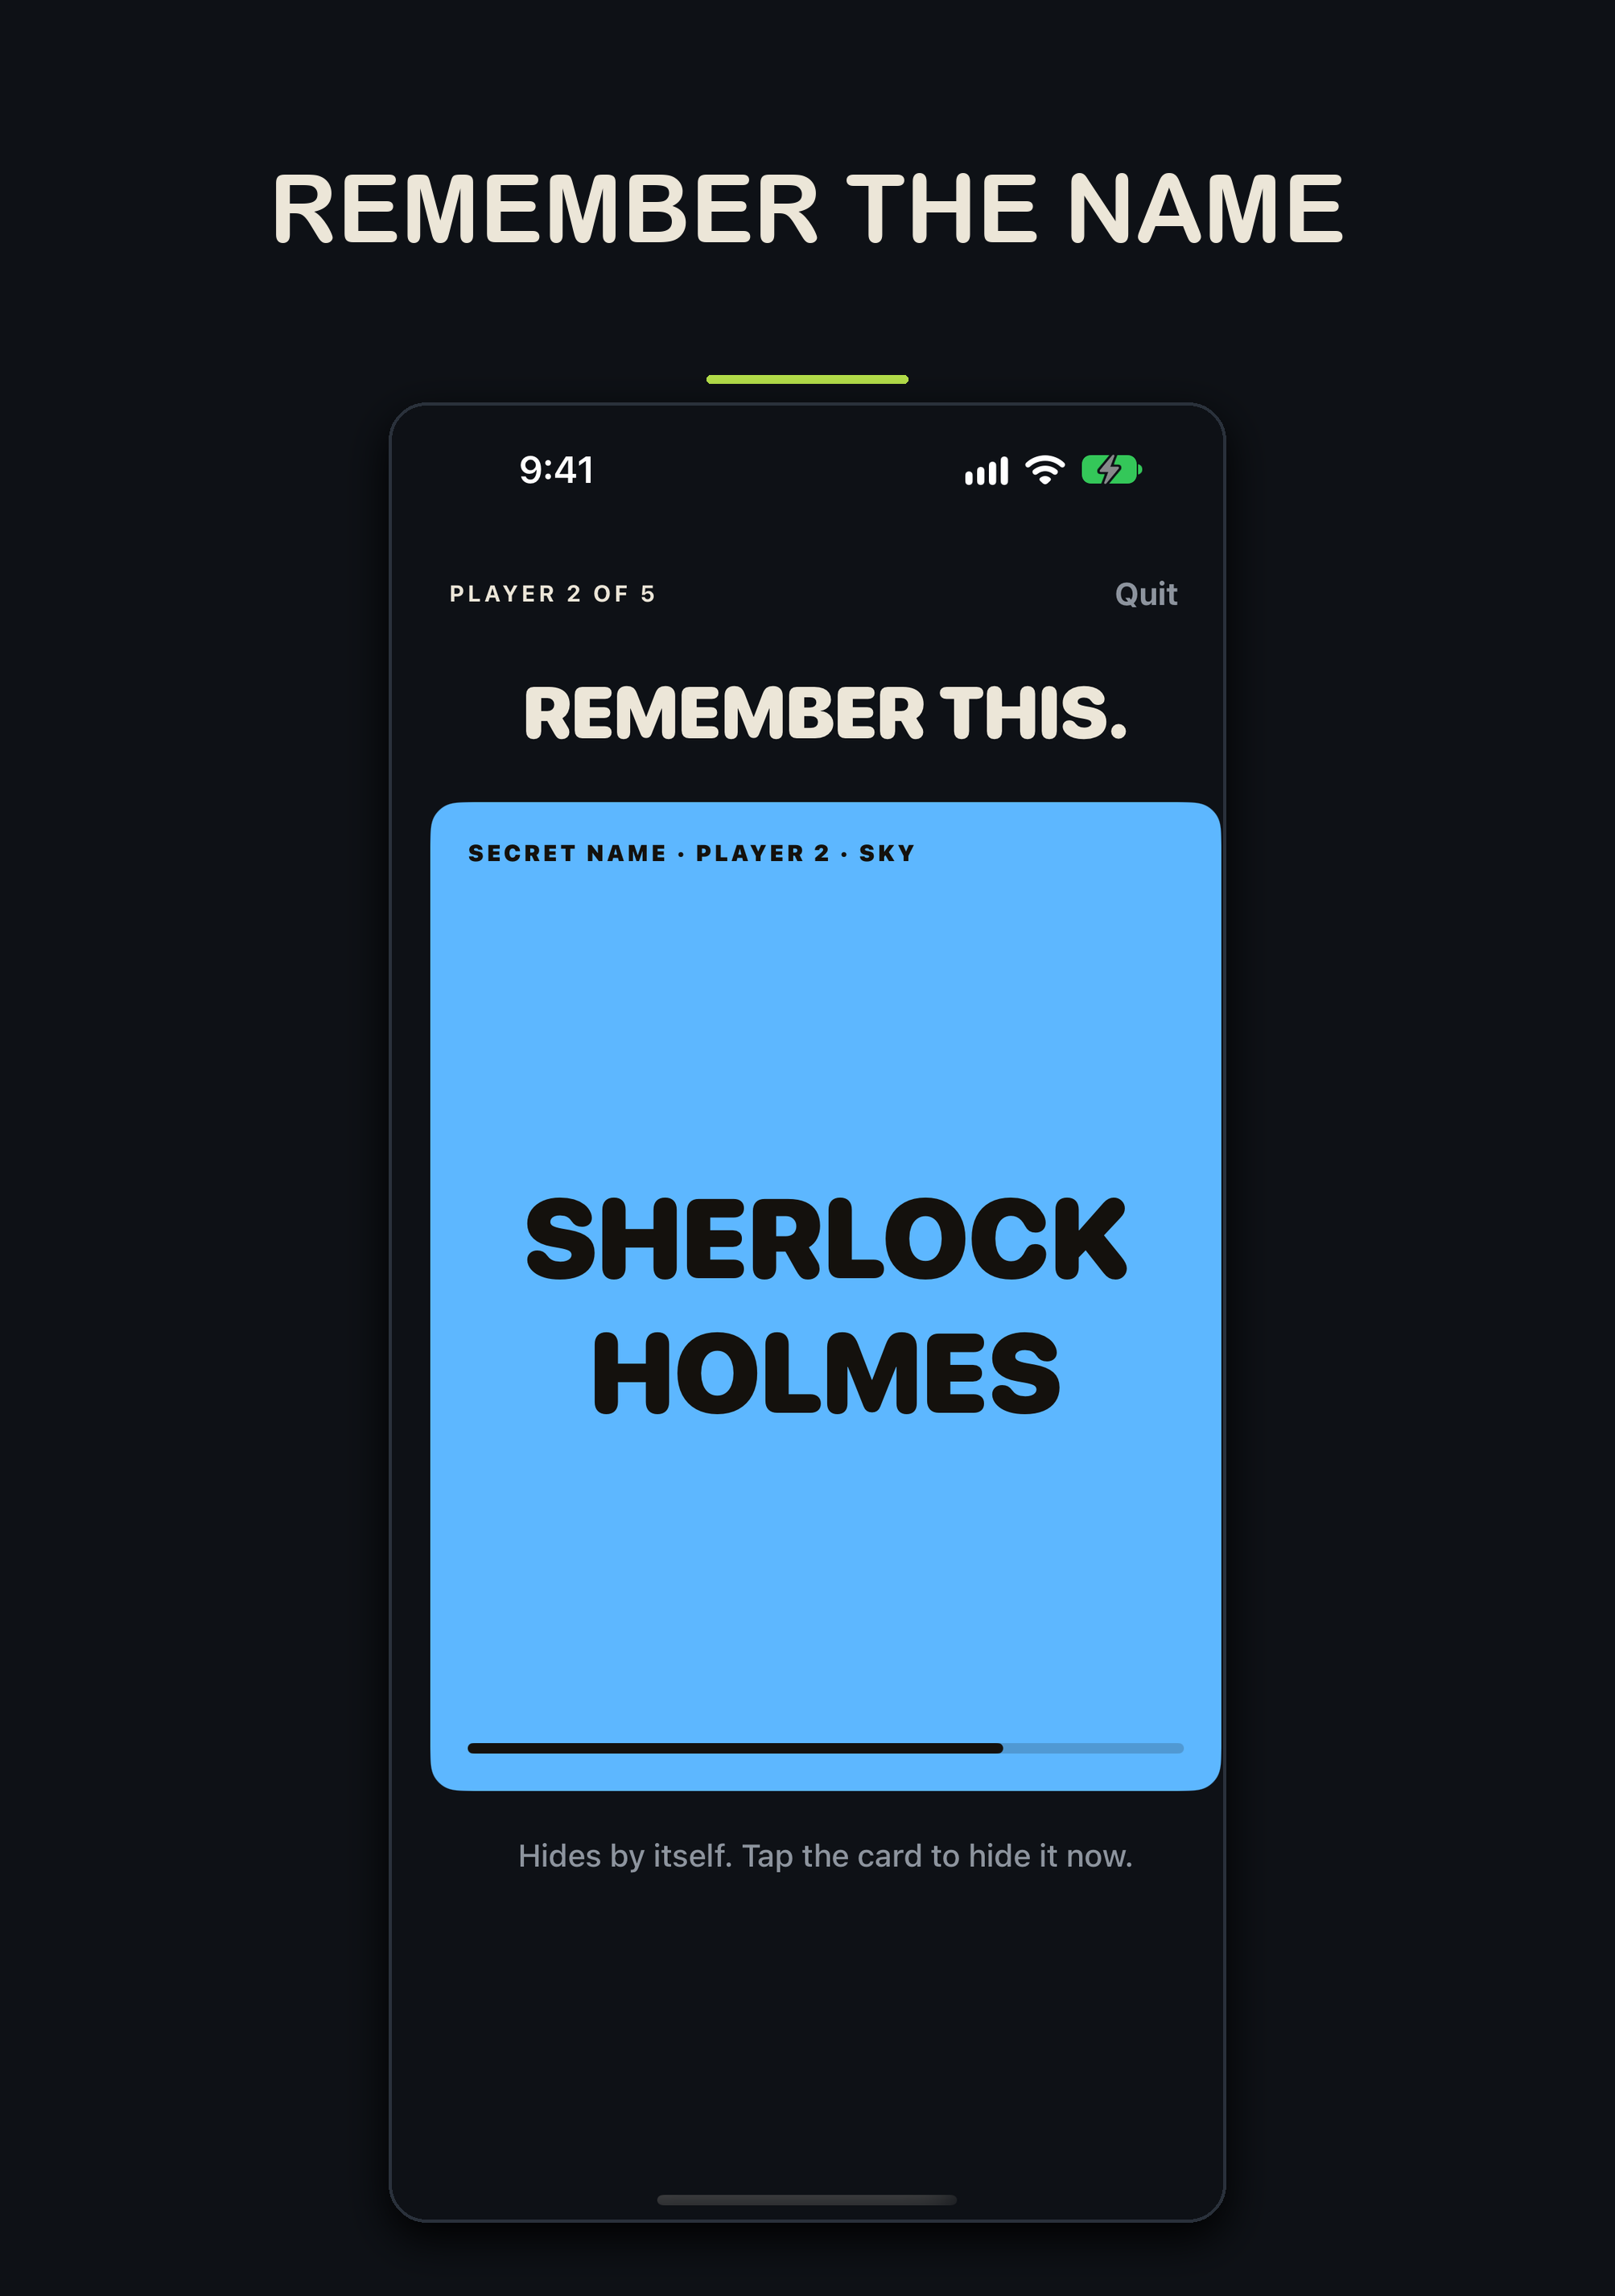 REMEMBER THE NAME
9:41
PLAYER 2 OF 5
Quit
REMEMBER THIS.
SECRET NAME · PLAYER 2 · SKY
SHERLOCK
HOLMES
Hides by itself. Tap the card to hide it now.